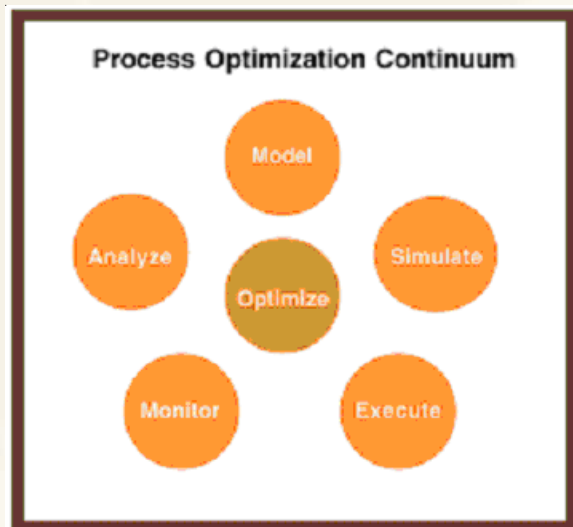 Process Optimization Continuum
Model
Analyze
Simulate
Optimize
Monitor
Execute